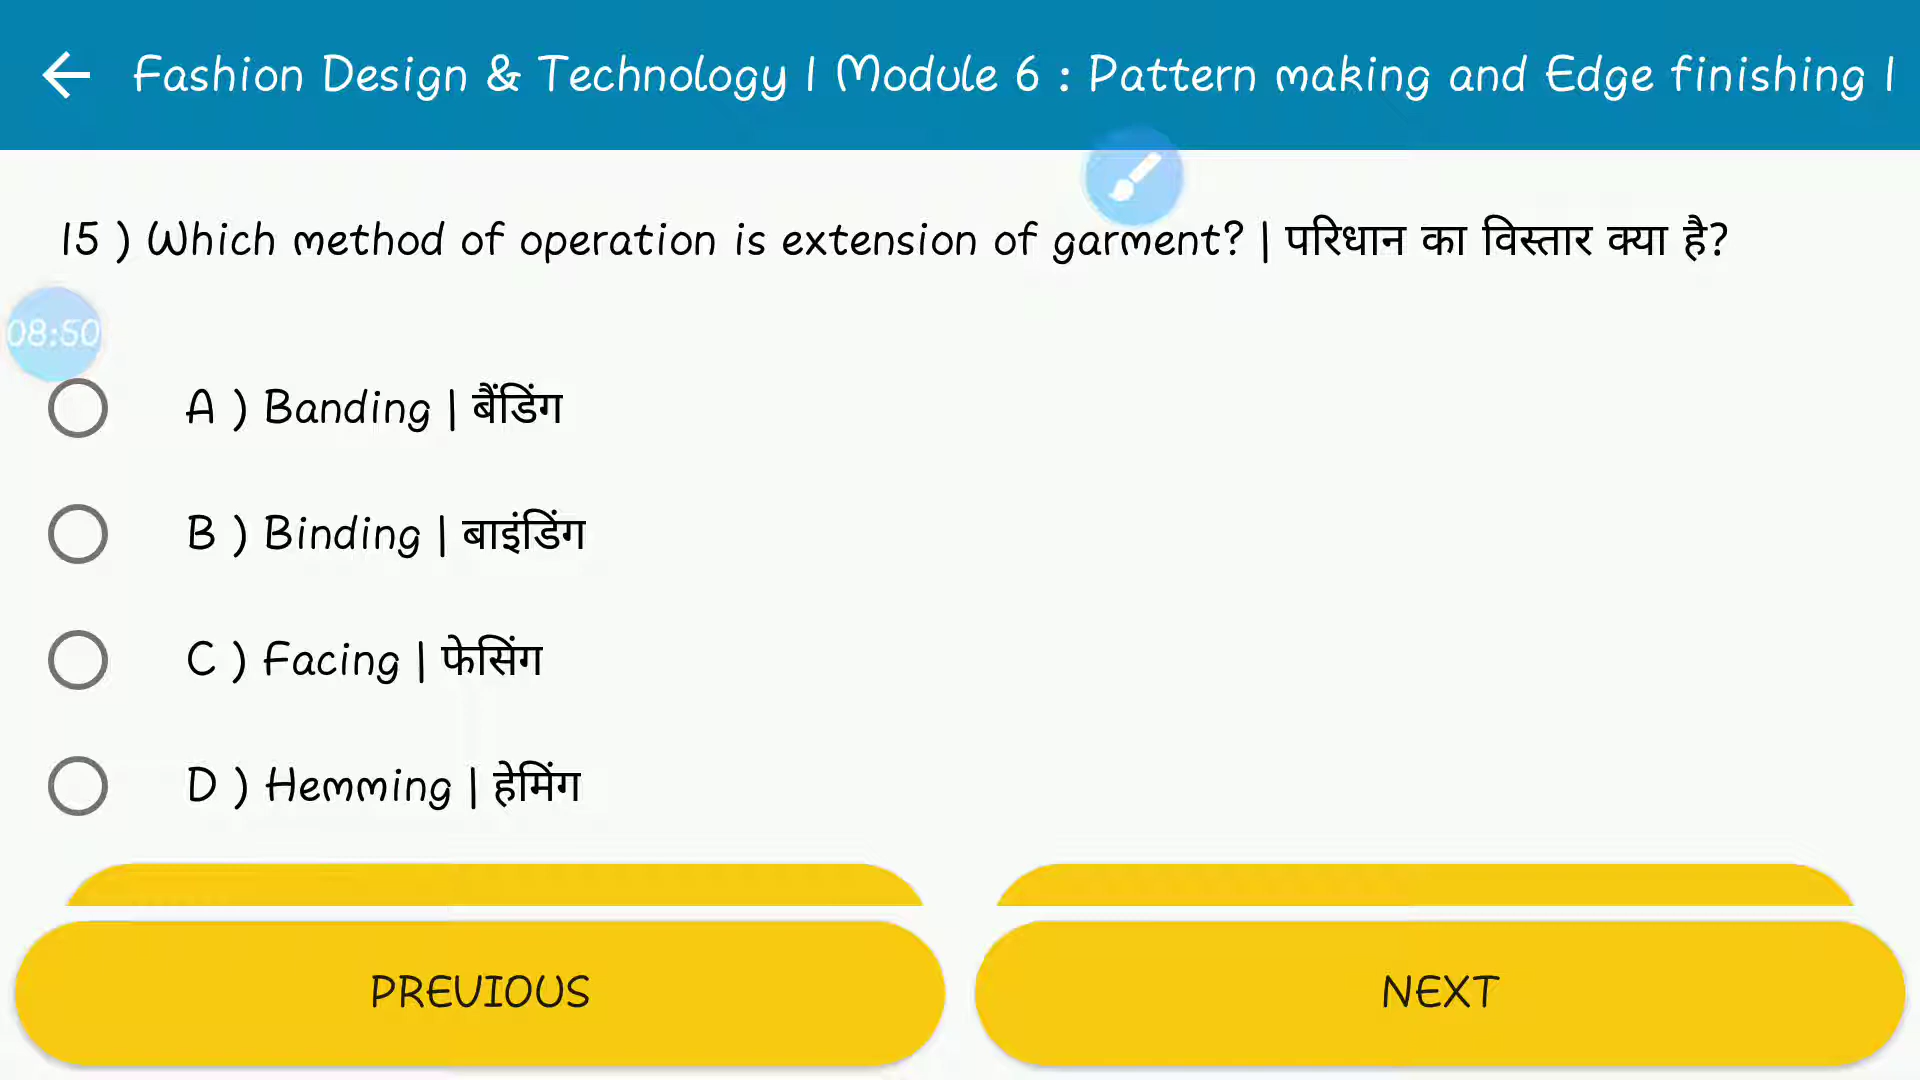 Fashion Design & Technology | Module 6 : Pattern making and Edge finishing |
15 ) Which method of operation is extension of garment? | परिधान का विस्तार क्या है?
08:50
A ) Banding | बैंडिंग
B ) Binding | बाइंडिंग
C ) Facing | फेसिंग
D ) Hemming | हेमिंग
PREVIOUS
NEXT